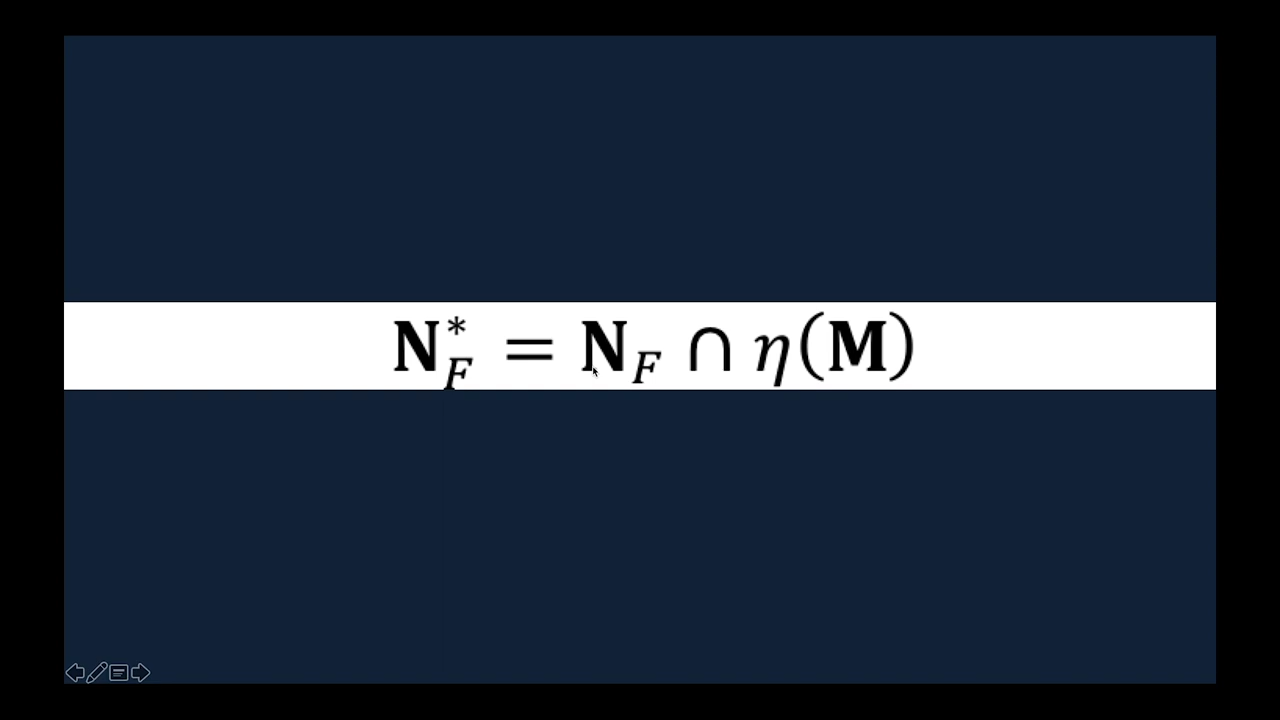 𝐍*_F = 𝐍_F ∩ η(𝐌)